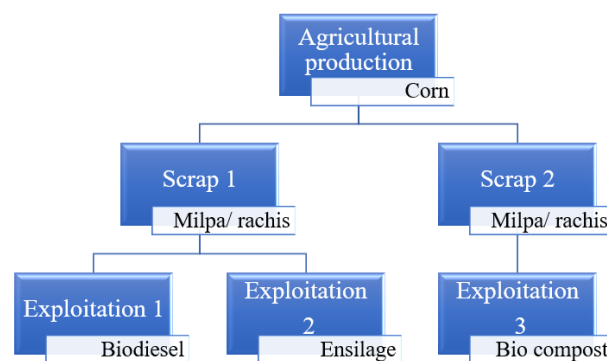 Agricultural
production
Corn
Scrap 1
Scrap 2
Milpa/ rachis
Milpa/ rachis
Exploitation 1
Exploitation
2
Exploitation
3
Biodiesel
Ensilage
Bio compost